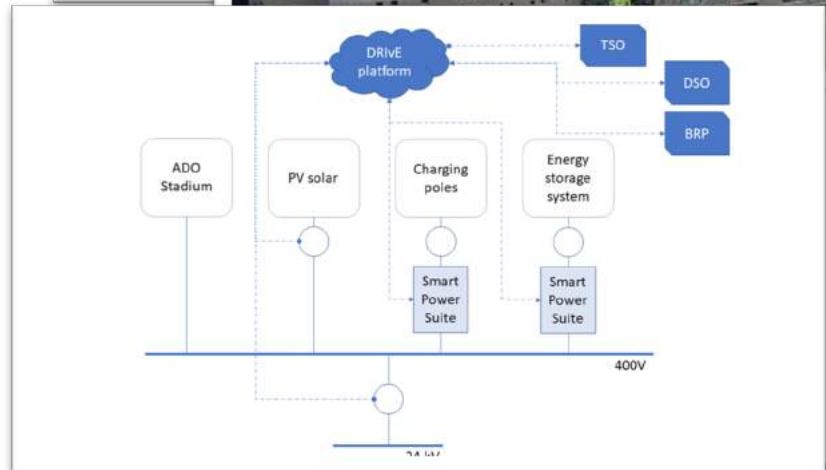 DRIvE
platform
TSO
DSO
BRP
ADO
Stadium
PV solar
Charging
poles
Energy
storage
system
Smart
Power
Suite
Smart
Power
Suite
400V